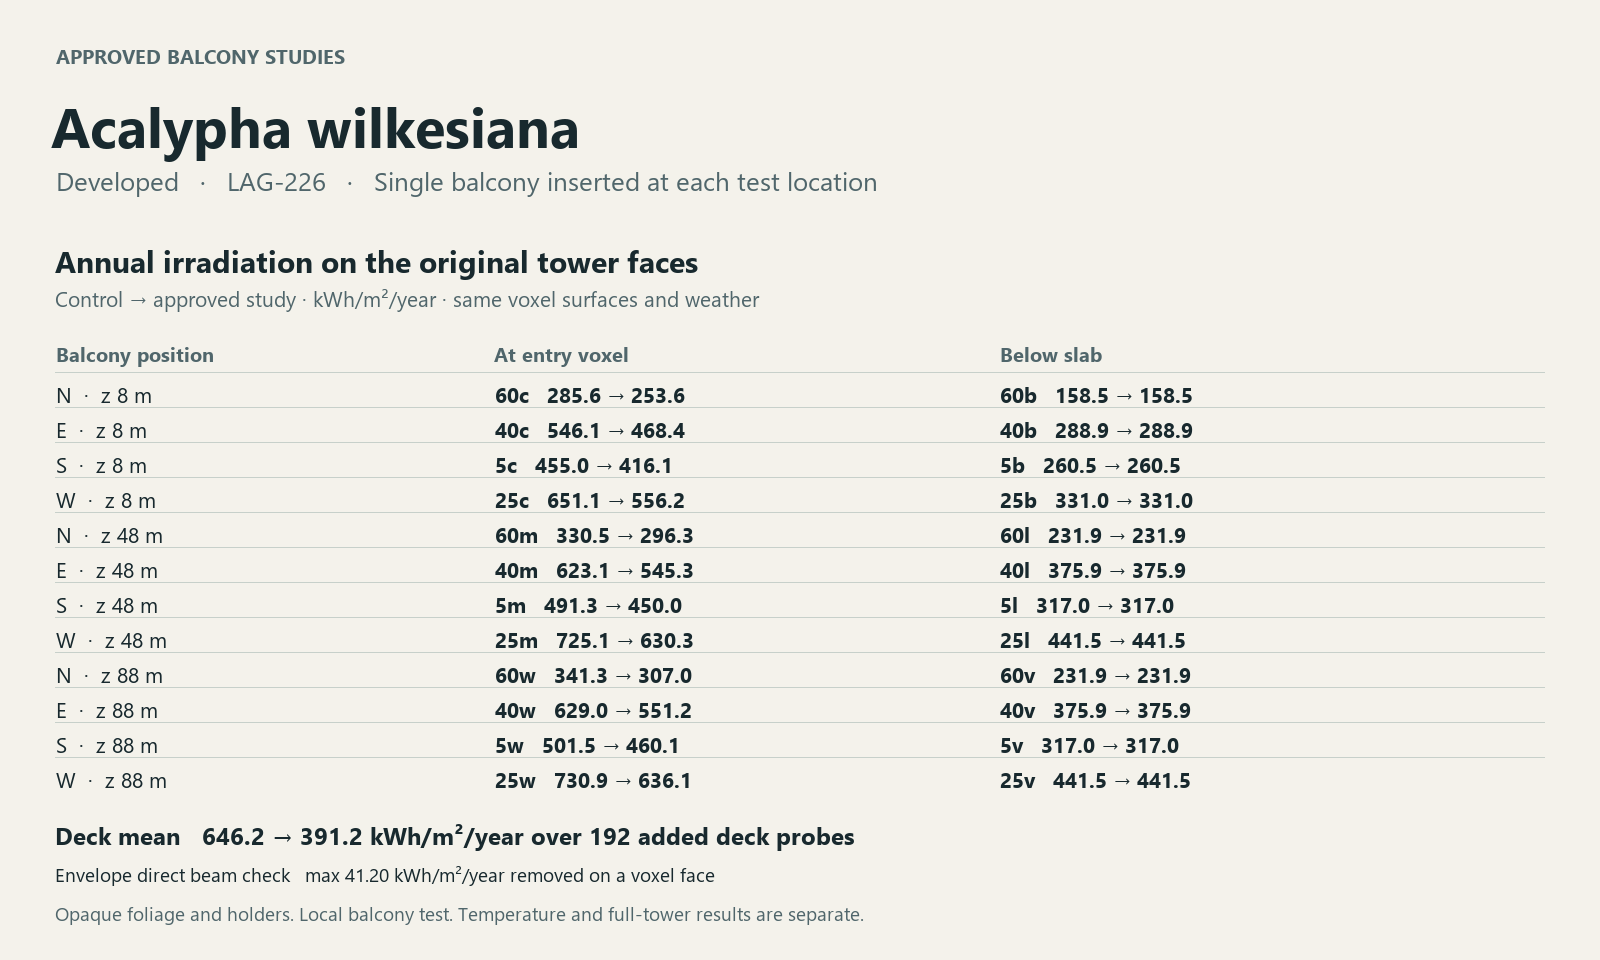 APPROVED BALCONY STUDIES
Acalypha wilkesiana
Developed · LAG-226 · Single balcony inserted at each test location
Annual irradiation on the original tower faces
Control → approved study · kWh/m²/year · same voxel surfaces and weather
Balcony position At entry voxel Below slab
N · z 8 m 60c 285.6 → 253.6 60b 158.5 → 158.5
E · z 8 m 40c 546.1 → 468.4 40b 288.9 → 288.9
S · z 8 m 5c 455.0 → 416.1 5b 260.5 → 260.5
W · z 8 m 25c 651.1 → 556.2 25b 331.0 → 331.0
N · z 48 m 60m 330.5 → 296.3 60l 231.9 → 231.9
E · z 48 m 40m 623.1 → 545.3 40l 375.9 → 375.9
S · z 48 m 5m 491.3 → 450.0 5l 317.0 → 317.0
W · z 48 m 25m 725.1 → 630.3 25l 441.5 → 441.5
N · z 88 m 60w 341.3 → 307.0 60v 231.9 → 231.9
E · z 88 m 40w 629.0 → 551.2 40v 375.9 → 375.9
S · z 88 m 5w 501.5 → 460.1 5v 317.0 → 317.0
W · z 88 m 25w 730.9 → 636.1 25v 441.5 → 441.5
Deck mean 646.2 → 391.2 kWh/m²/year over 192 added deck probes
Envelope direct beam check max 41.20 kWh/m²/year removed on a voxel face
Opaque foliage and holders. Local balcony test. Temperature and full-tower results are separate.